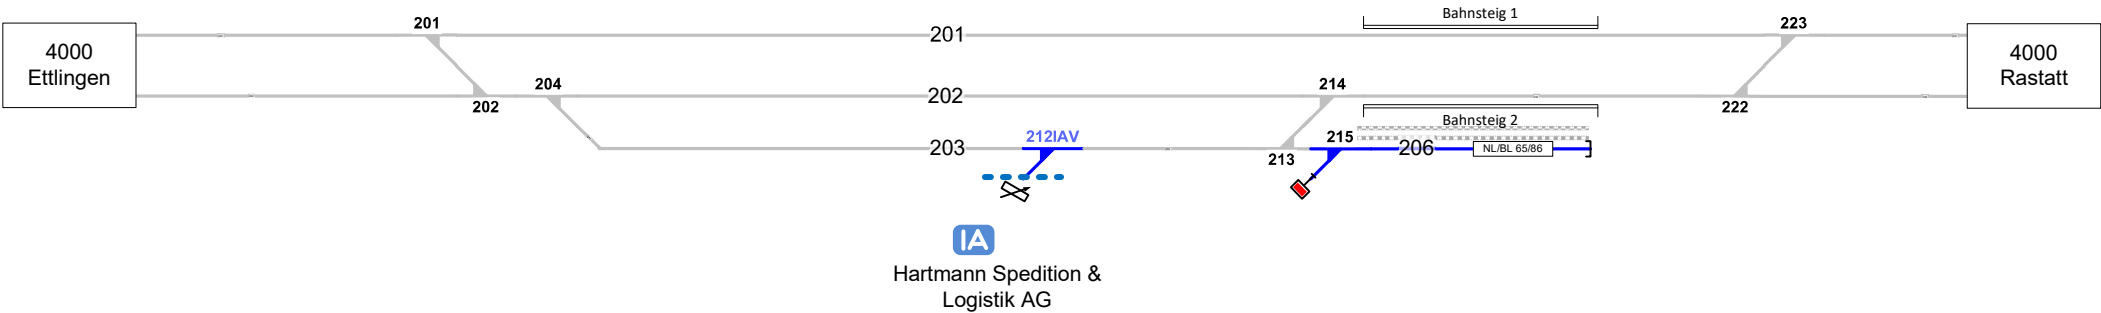 Bahnsteig 1
201
223
4000
Ettlingen
201
4000
Rastatt
204
214
202
202
222
Bahnsteig 2
212IAV
215
203
206
NL/BL 65/86
213
IA
Hartmann Spedition &
Logistik AG